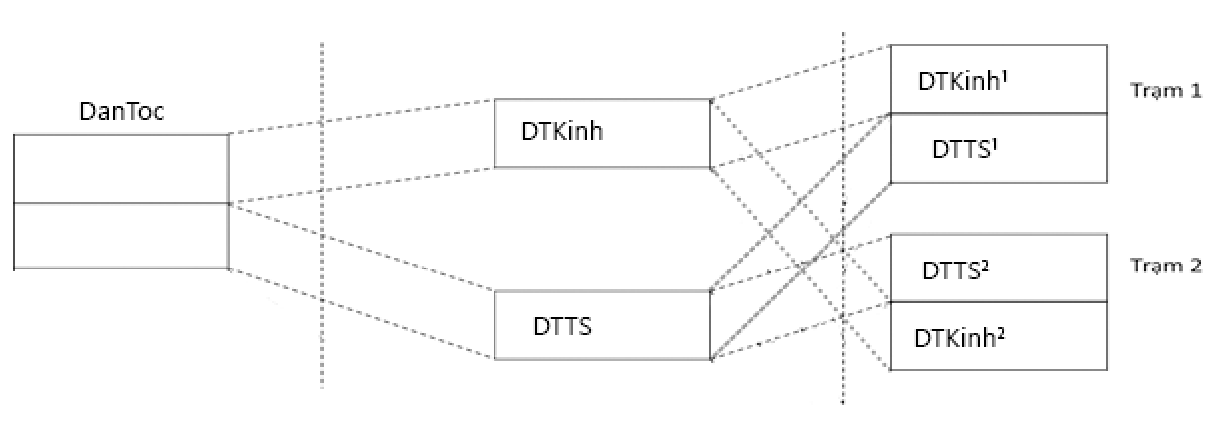 DanToc
DTKinh
DTTS
DTKinh¹
DTTS¹
Trạm 1
DTTS²
DTKinh²
Trạm 2